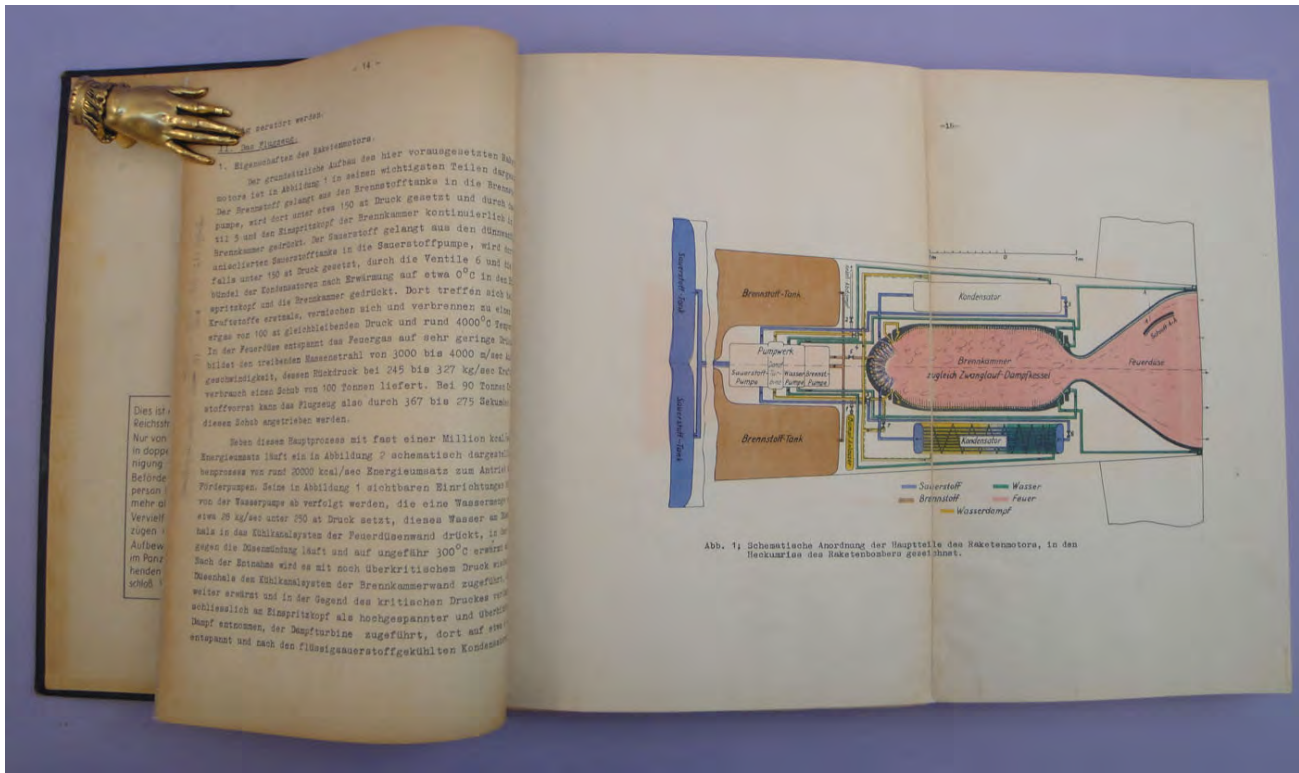 - 14 -
zerstört werden.
II. Das Flugzeug.
1. Eigenschaften des Raketenmotors.
Der grundsätzliche Aufbau des hier vorausgesetzten
motors ist in Abbildung 1 in seinen wichtigsten Teilen
Der Brennstoff gelangt aus den Brennstofftanks in die
pumpe, wird dort unter etwa 150 at Druck gesetzt und durch
til 5 und den Einspritzkopf der Brennkammer kontinuierlich
Brennkammer gedrückt. Der Sauerstoff gelangt aus den
Sauerstofftanks in die Sauerstoffpumpe, wird
falls unter 150 at Druck gesetzt, durch die Ventile 6 und
bündel der Kondensatoren nach Erwärmung auf etwa 0°C in den
spritzkopf und die Brennkammer gedrückt. Dort treffen sich
Kraftstoffe erstmals, vermischen sich und verbrennen zu
ergas von 100 at gleichbleibenden Druck und rund 4000°C
In der Feuerdüse entspannt das Feuergas auf sehr geringe
bildet den treibenden Massenstrahl von 3000 bis 4000 m/sec
geschwindigkeit, dessen Rückdruck bei 245 bis 327 kg/sec
verbrauch einen Schub von 100 Tonnen liefert. Bei 90 Tonnen
stoffvorrat kann das Flugzeug also durch 367 bis 275
diesem Schub angetrieben werden.
Neben diesem Hauptprozess mit fast einer Million
Energieumsatz läuft ein in Abbildung 2 schematisch
benprozess von rund 20000 kcal/sec Energieumsatz zum Antrieb
Förderpumpen. Seine in Abbildung 1 sichtbaren Einrichtungen
von der Wasserpumpe ab verfolgt werden, die eine
etwa 28 kg/sec unter 250 at Druck setzt, dieses Wasser am
hals in das Kühlkanalsystem der Feuerdüsenwand drückt, in
gegen die Düsenmündung läuft und auf ungefähr 300°C erwärmt
Nach der Entnahme wird es mit noch überkritischem Druck
Düsenhals dem Kühlkanalsystem der Brennkammerwand zugeführt,
weiter erwärmt und in der Gegend des kritischen Druckes
schliesslich am Einspritzkopf als hochgespannter und
Dampf entnommen, der Dampfturbine zugeführt, dort auf
entspannt und nach den flüssigsauerstoffgekühlten
Dies ist
Reichs
Nur von
in
nigung
Beförde
person
mehr al
Vervielf
zügen
Aufbew
im Panz
henden
schloß
-15-
0
1m
Sauerstoff-Tank
Sauerstoff-Tank
Brennstoff-Tank
Brennstoff-Tank
Pumpwerk
Sauerstoff-Pumpe
Dampf-Turbine
Wasser-Pumpe
Brennst.-Pumpe
Kondensator
Brennkammer
zugleich Zwanglauf-Dampfkessel
Kondensator
Feuerdüse
Sauerstoff
Brennstoff
Wasserdampf
Wasser
Feuer
Abb. 1; Schematische Anordnung der Hauptteile des Raketenmotors, in den
Heckumriss des Raketenbombers gezeichnet.